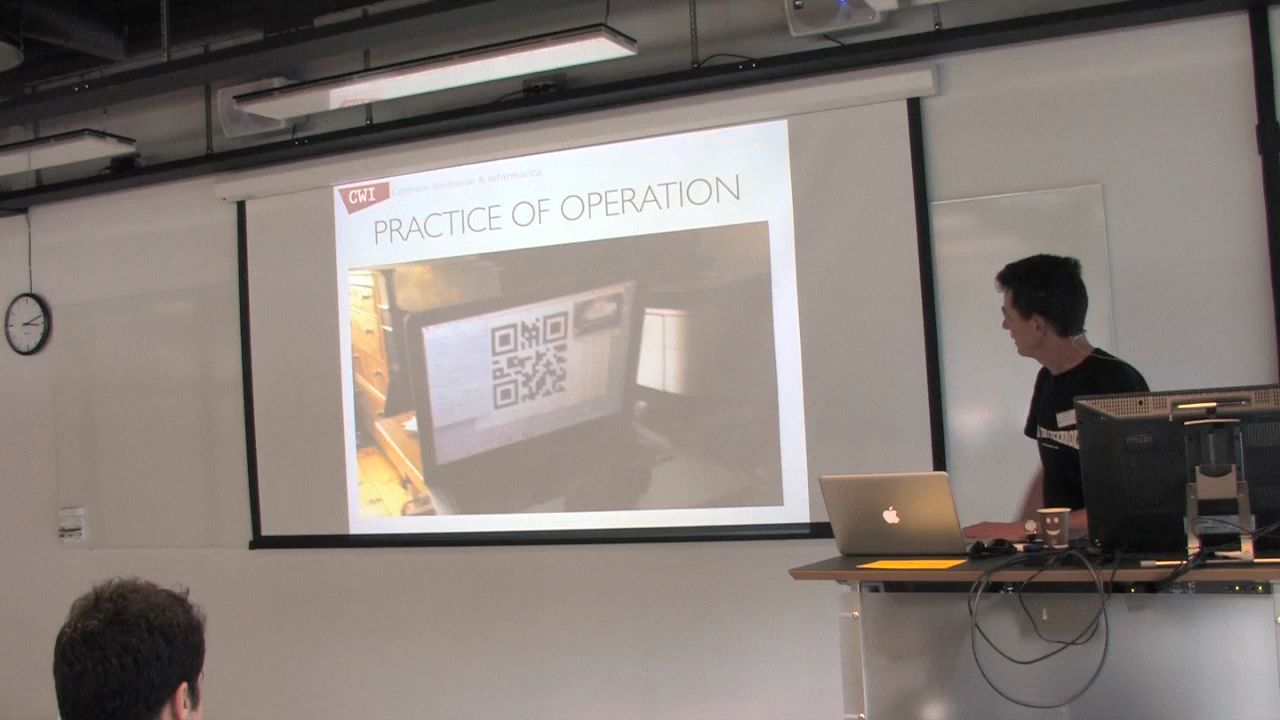 CWI
Centrum Wiskunde & Informatica
PRACTICE OF OPERATION